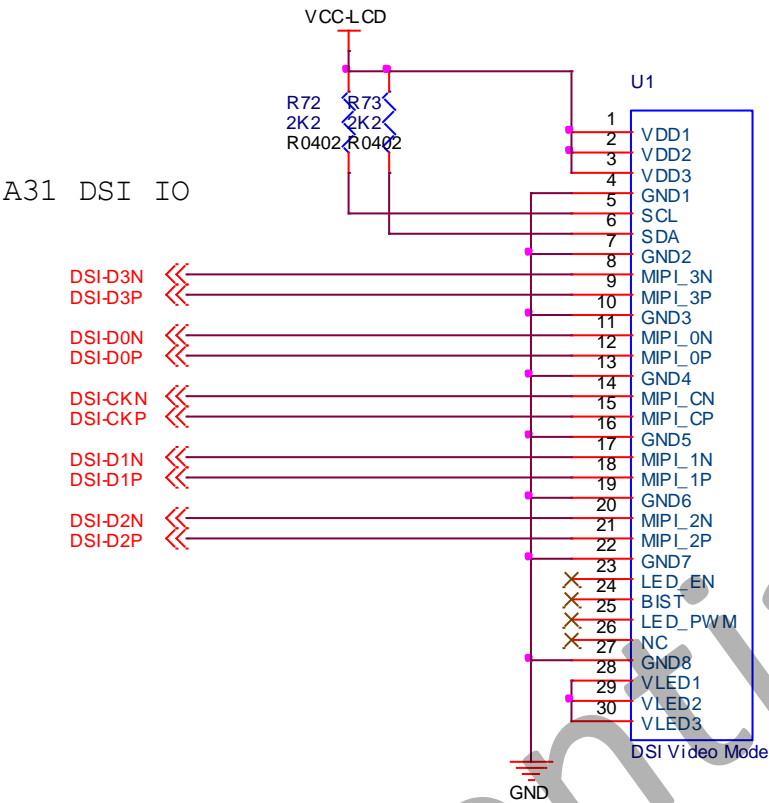 VCC-LCD
U1
R72 R73
2K2 2K2
R0402 R0402
A31 DSI IO
1
VDD1
2
VDD2
3
VDD3
4
GND1
5
SCL
6
SDA
7
GND2
8
DSI-D3N MIPI_3N
9
DSI-D3P MIPI_3P
10
GND3
11
DSI-D0N MIPI_0N
12
DSI-D0P MIPI_0P
13
GND4
14
DSI-CKN MIPI_CN
15
DSI-CKP MIPI_CP
16
GND5
17
DSI-D1N MIPI_1N
18
DSI-D1P MIPI_1P
19
GND6
20
DSI-D2N MIPI_2N
21
DSI-D2P MIPI_2P
22
GND7
23
LED_EN
24
BIST
25
LED_PWM
26
NC
27
GND8
28
VLED1
29
VLED2
30
VLED3
DSI Video Mode
GND